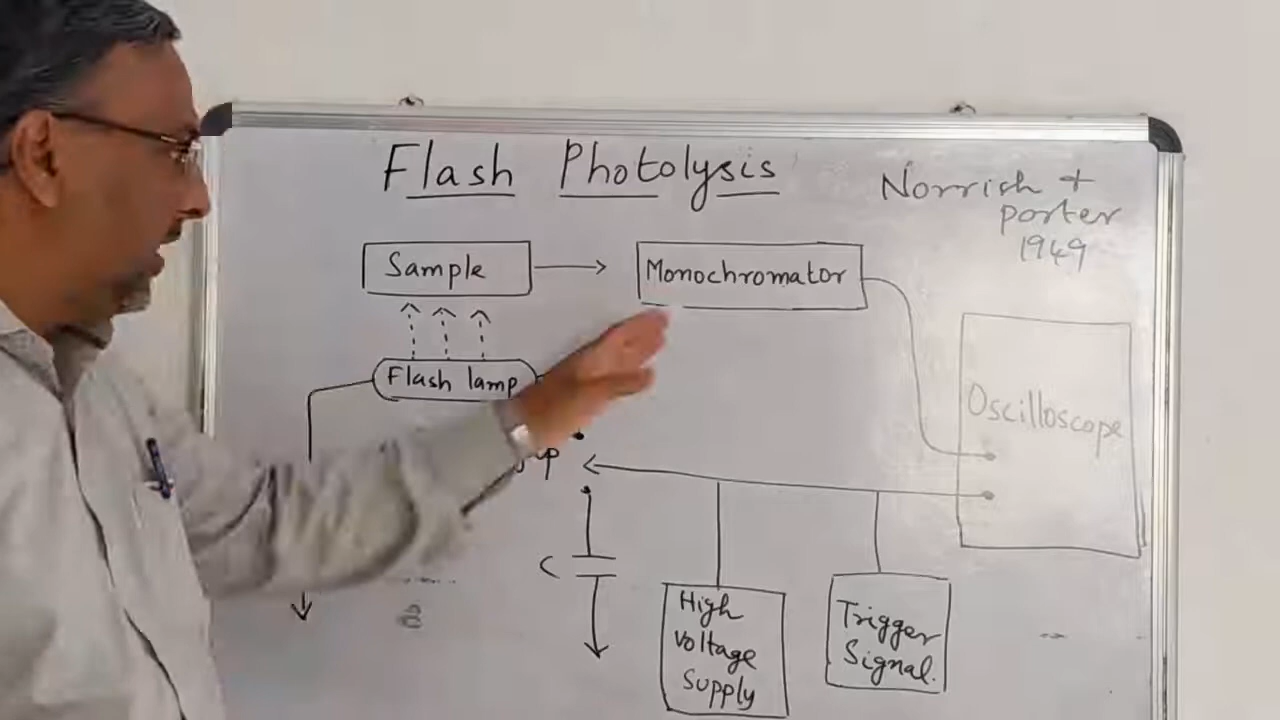 Flash Photolysis
Norrish +
porter
1949
Sample
Monochromator
Flash lamp
Oscilloscope
C
High
voltage
supply
Trigger
Signal.